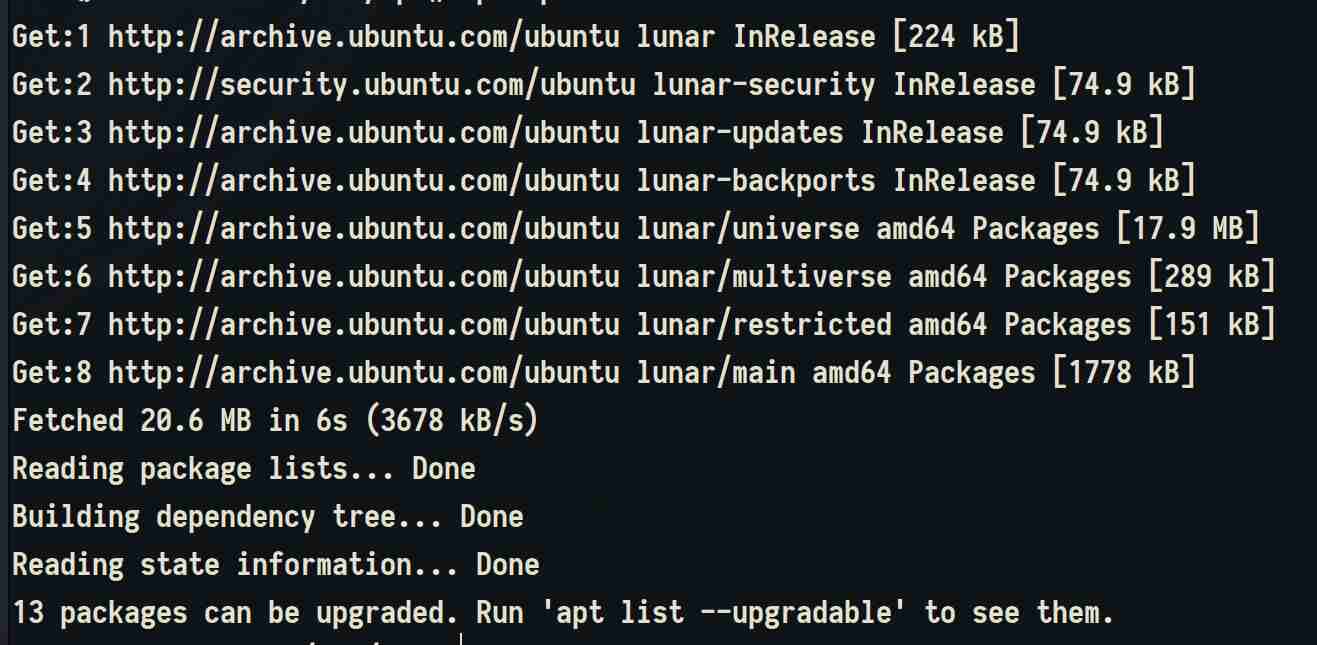 Get:1 http://archive.ubuntu.com/ubuntu lunar InRelease [224 kB]
Get:2 http://security.ubuntu.com/ubuntu lunar-security InRelease [74.9 kB]
Get:3 http://archive.ubuntu.com/ubuntu lunar-updates InRelease [74.9 kB]
Get:4 http://archive.ubuntu.com/ubuntu lunar-backports InRelease [74.9 kB]
Get:5 http://archive.ubuntu.com/ubuntu lunar/universe amd64 Packages [17.9 MB]
Get:6 http://archive.ubuntu.com/ubuntu lunar/multiverse amd64 Packages [289 kB]
Get:7 http://archive.ubuntu.com/ubuntu lunar/restricted amd64 Packages [151 kB]
Get:8 http://archive.ubuntu.com/ubuntu lunar/main amd64 Packages [1778 kB]
Fetched 20.6 MB in 6s (3678 kB/s)
Reading package lists... Done
Building dependency tree... Done
Reading state information... Done
13 packages can be upgraded. Run 'apt list --upgradable' to see them.